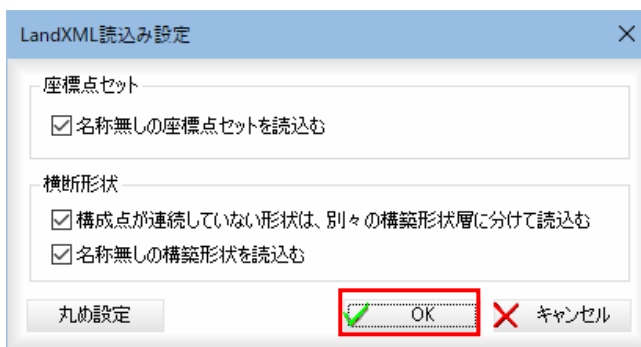 LandXML読込み設定
座標点セット
名称無しの座標点セットを読込む
横断形状
構成点が連続していない形状は、別々の構築形状層に分けて読込む
名称無しの構築形状を読込む
丸め設定 OK キャンセル